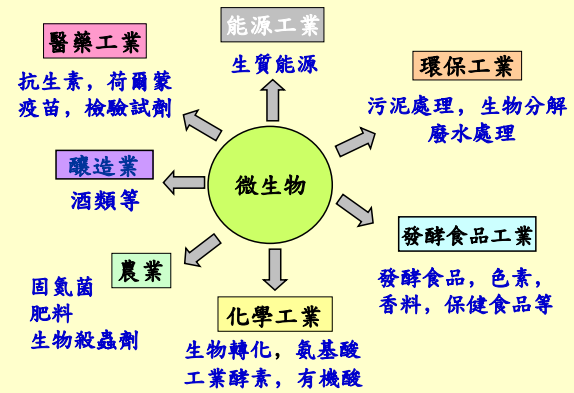 能源工業
生質能源
醫藥工業
抗生素，荷爾蒙
疫苗，檢驗試劑
環保工業
污泥處理，生物分解
廢水處理
釀造業
酒類等
微生物
發酵食品工業
發酵食品，色素，
香料，保健食品等
農業
固氮菌
肥料
生物殺蟲劑
化學工業
生物轉化，氨基酸
工業酵素，有機酸